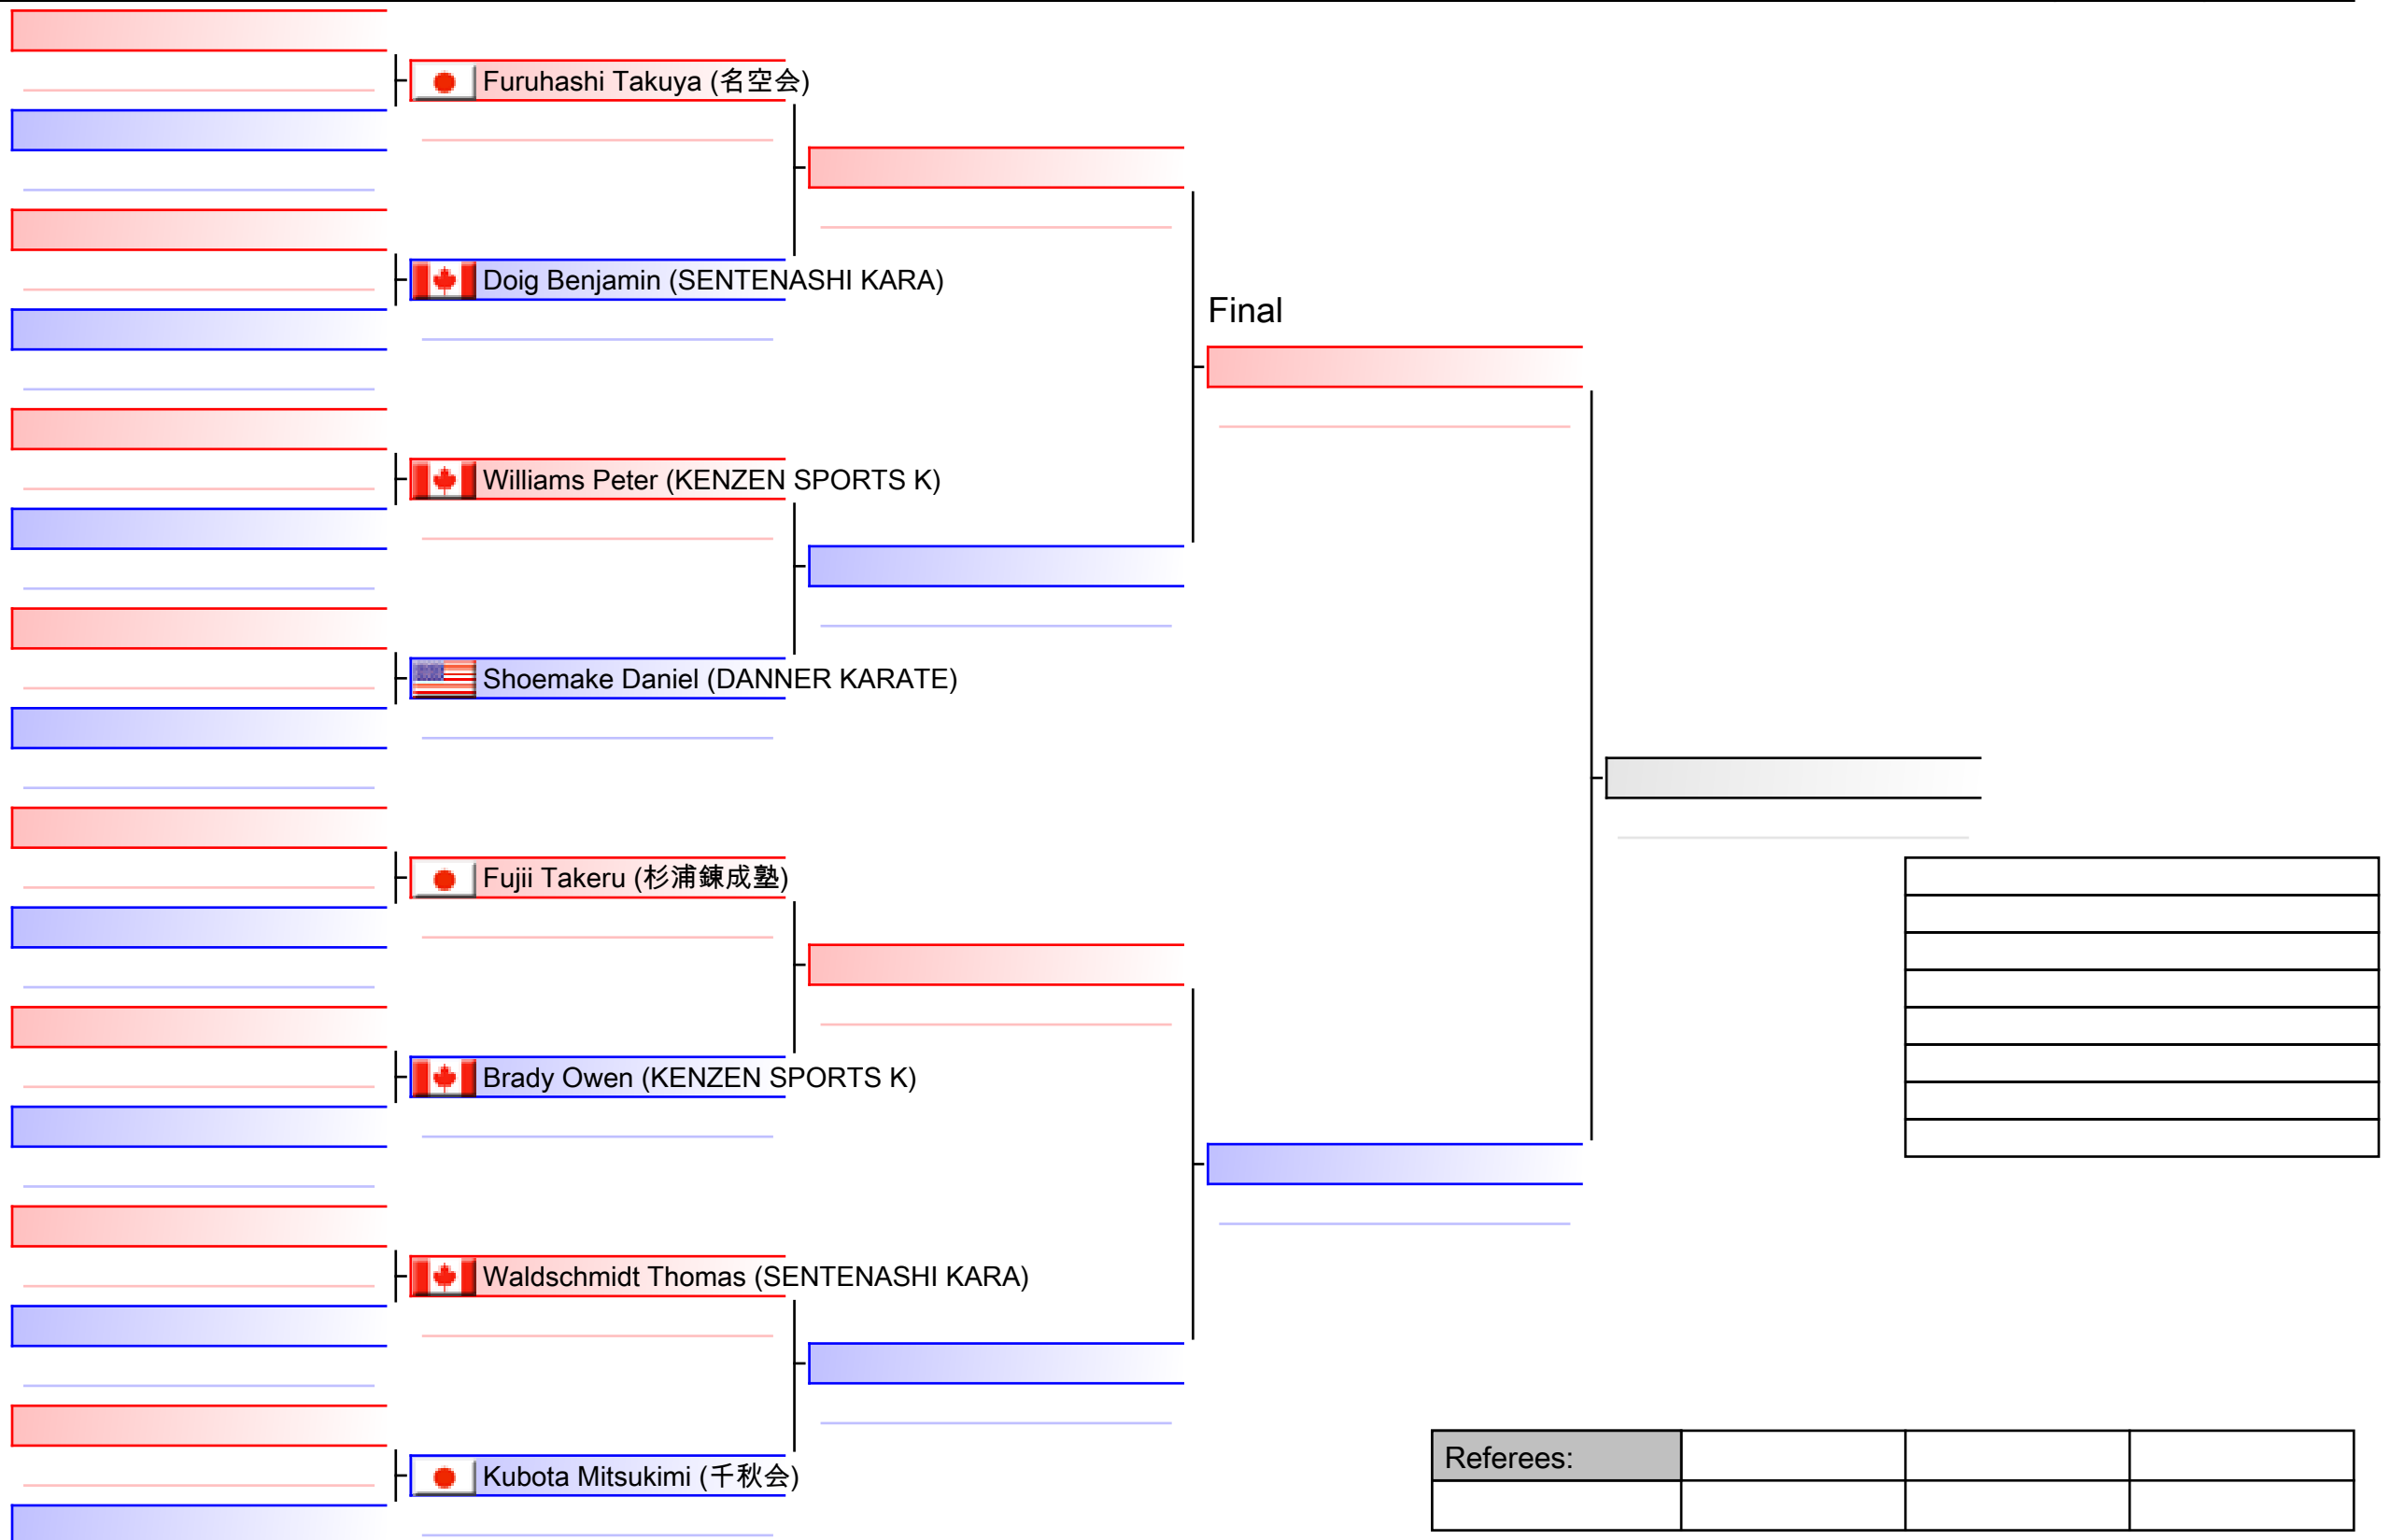 Furuhashi Takuya (名空会)
Doig Benjamin (SENTENASHI KARA)
Final
Williams Peter (KENZEN SPORTS K)
Shoemake Daniel (DANNER KARATE)
Fujii Takeru (杉浦錬成塾)
Brady Owen (KENZEN SPORTS K)
Waldschmidt Thomas (SENTENASHI KARA)
Kubota Mitsukimi (千秋会)
Referees: